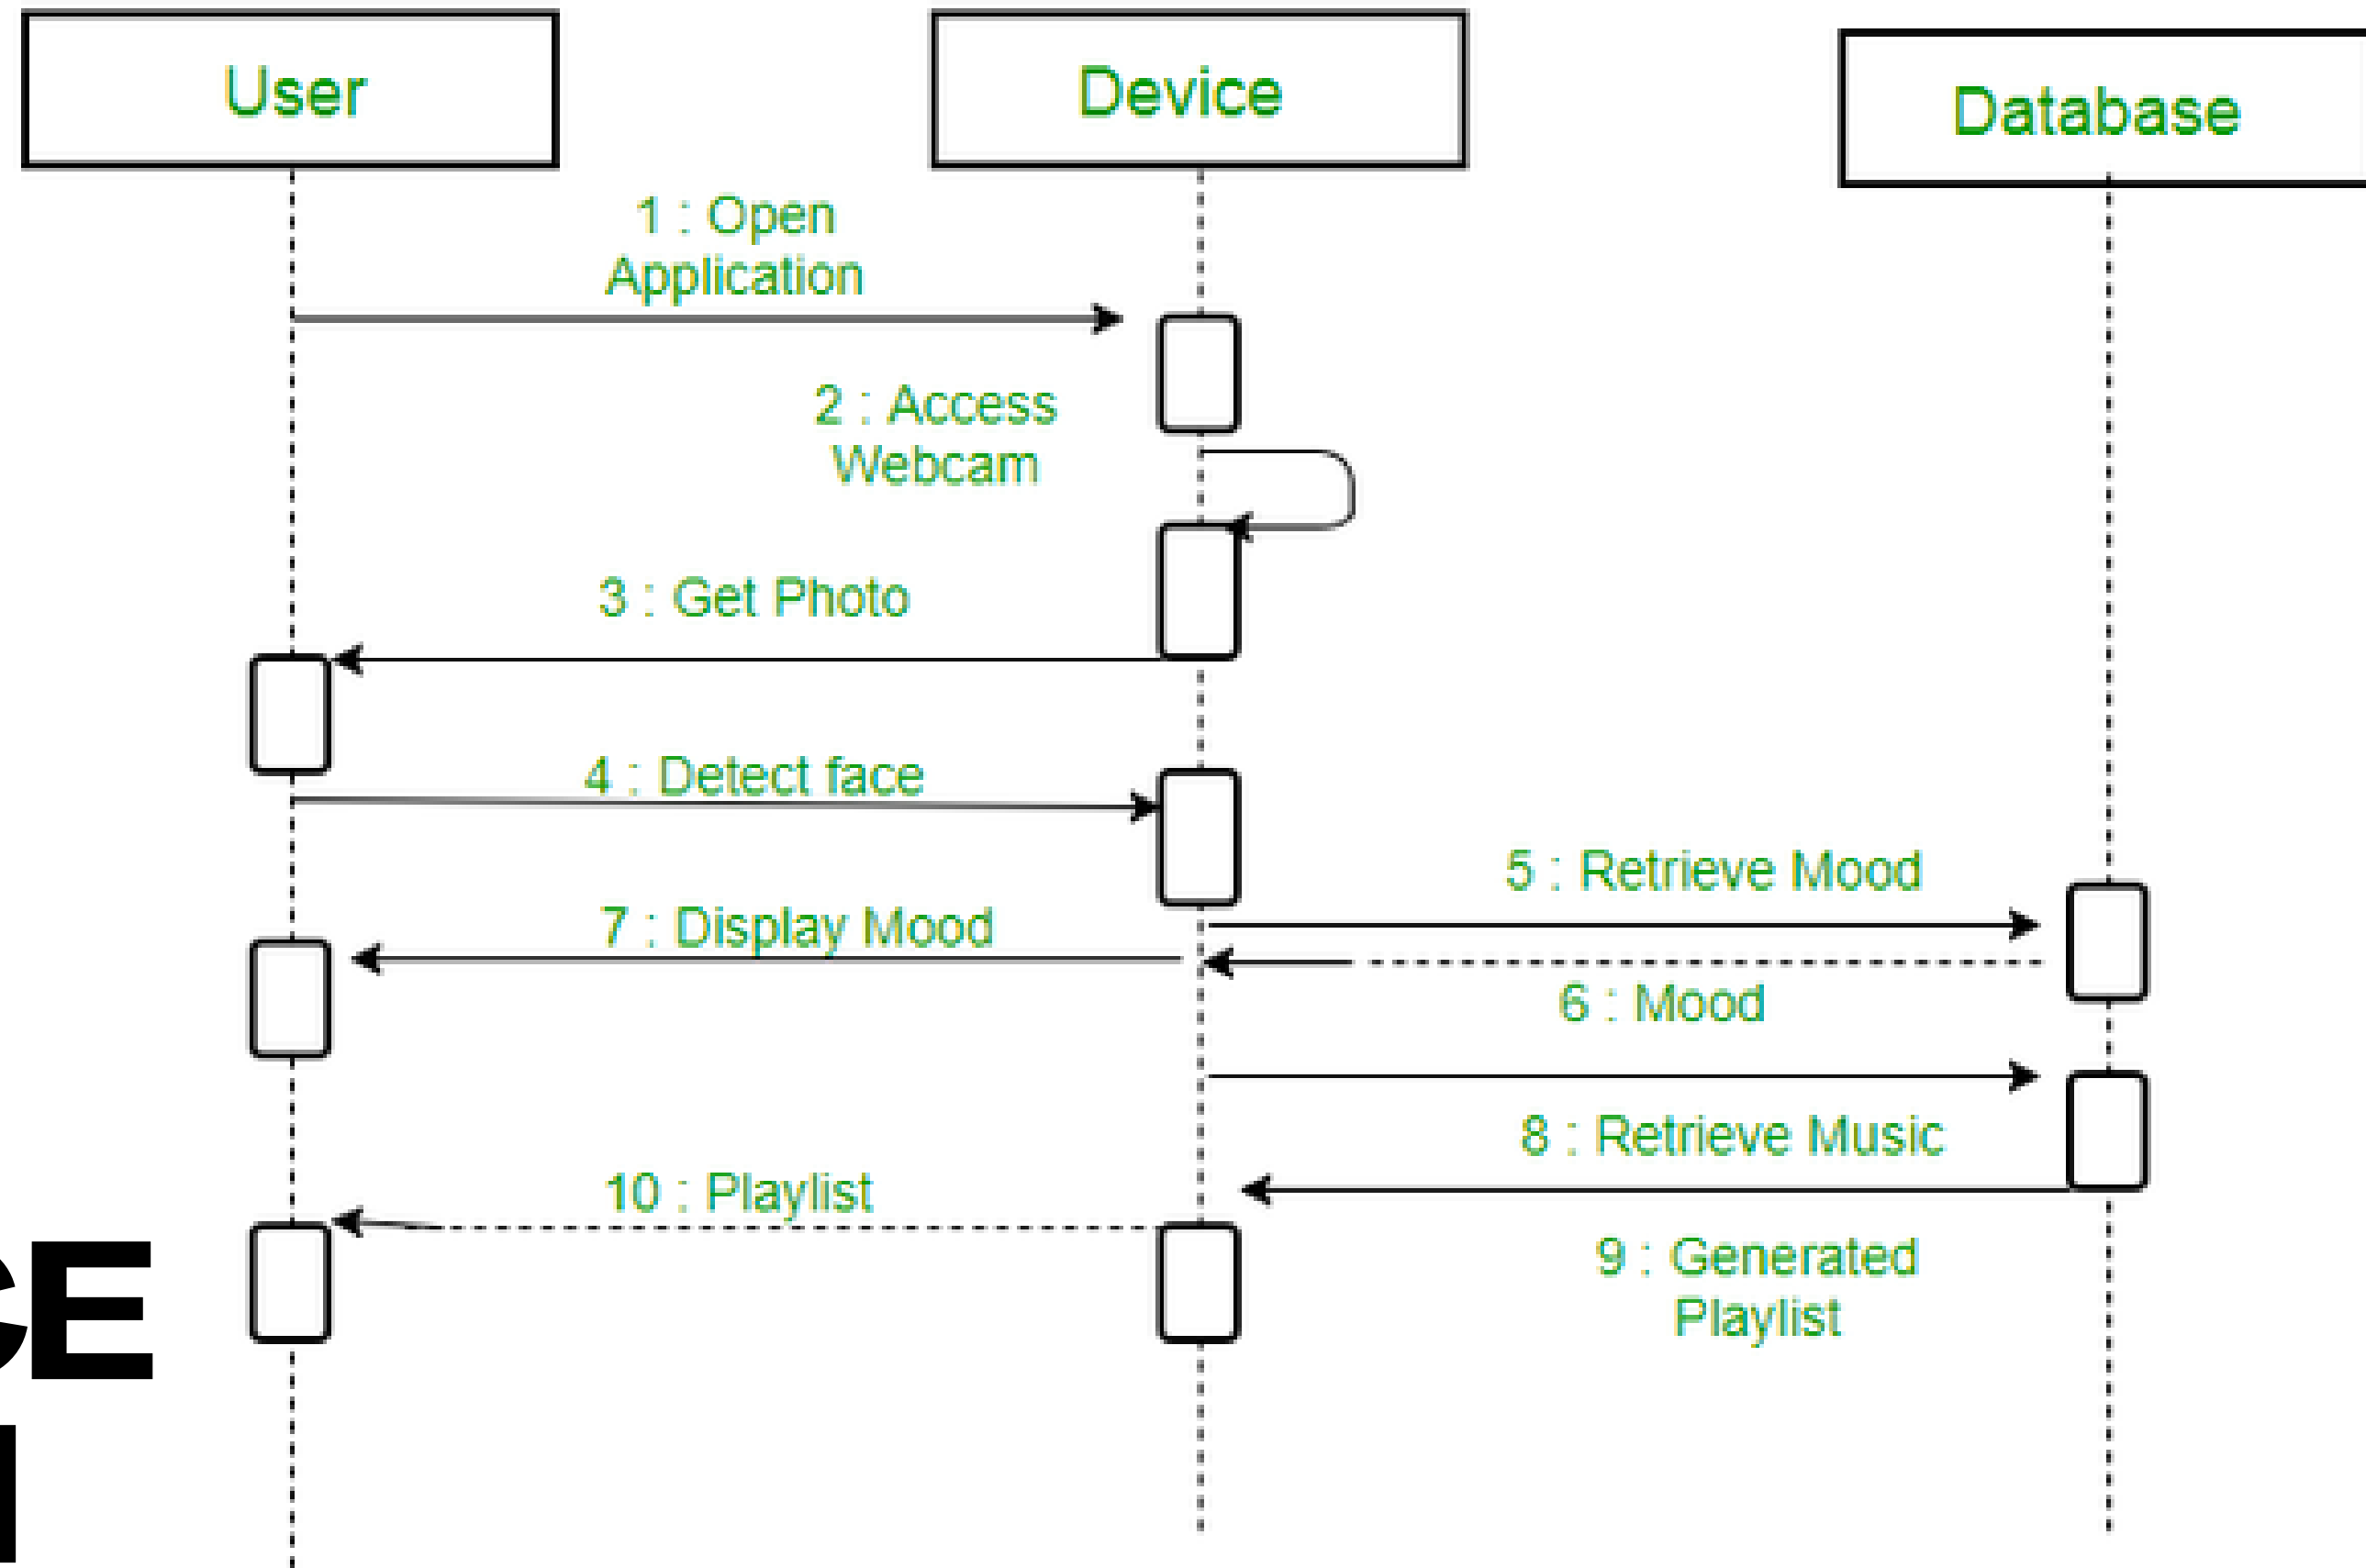 User
Device
Database
1 : Open
Application
2 : Access
Webcam
3 : Get Photo
4 : Detect face
5 : Retrieve Mood
7 : Display Mood
6 : Mood
8 : Retrieve Music
10 : Playlist
9 : Generated
Playlist
CE